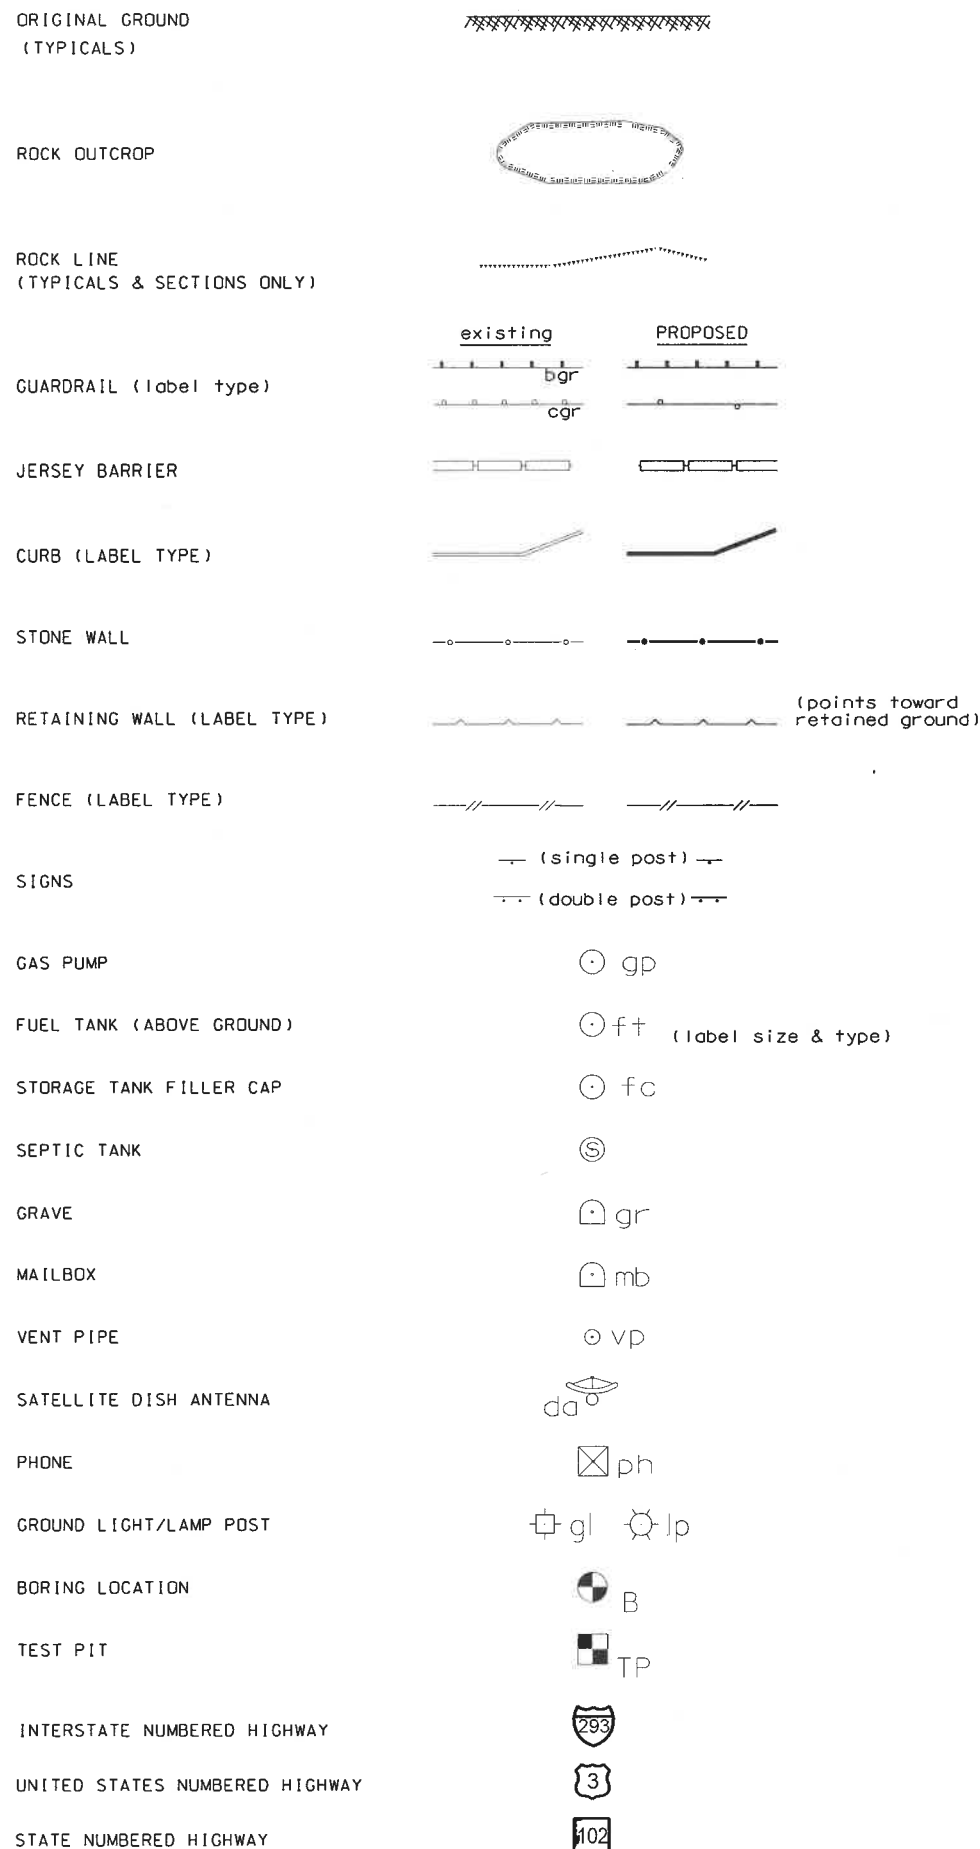 ORIGINAL GROUND
(TYPICALS)
ROCK OUTCROP
ROCK LINE
(TYPICALS & SECTIONS ONLY)
existing PROPOSED
GUARDRAIL (label type)
bgr
cgr
JERSEY BARRIER
CURB (LABEL TYPE)
STONE WALL
RETAINING WALL (LABEL TYPE)
(points toward
retained ground)
FENCE (LABEL TYPE)
SIGNS
(single post)
(double post)
GAS PUMP gp
FUEL TANK (ABOVE GROUND) ft (label size & type)
STORAGE TANK FILLER CAP fc
SEPTIC TANK S
GRAVE gr
MAILBOX mb
VENT PIPE vp
SATELLITE DISH ANTENNA da
PHONE ph
GROUND LIGHT/LAMP POST gl lp
BORING LOCATION B
TEST PIT TP
INTERSTATE NUMBERED HIGHWAY 293
UNITED STATES NUMBERED HIGHWAY 3
STATE NUMBERED HIGHWAY 102